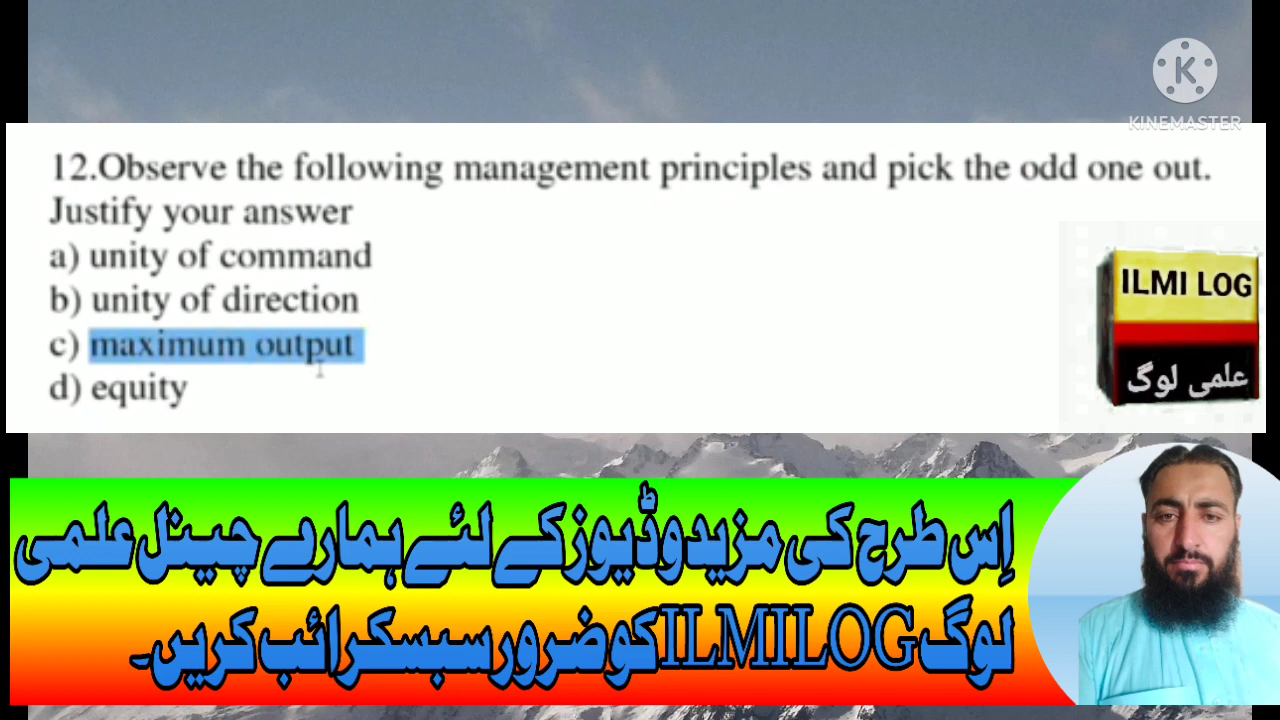 KINEMASTER
12.Observe the following management principles and pick the odd one out.
Justify your answer
a) unity of command
b) unity of direction
c) maximum output
d) equity
ILMI LOG
علمی لوگ
اِس طرح کی مزید وڈیوز کے لئے ہمارے چینل علمی
لوگ ILMI LOG کو ضرور سبسکرائب کریں۔